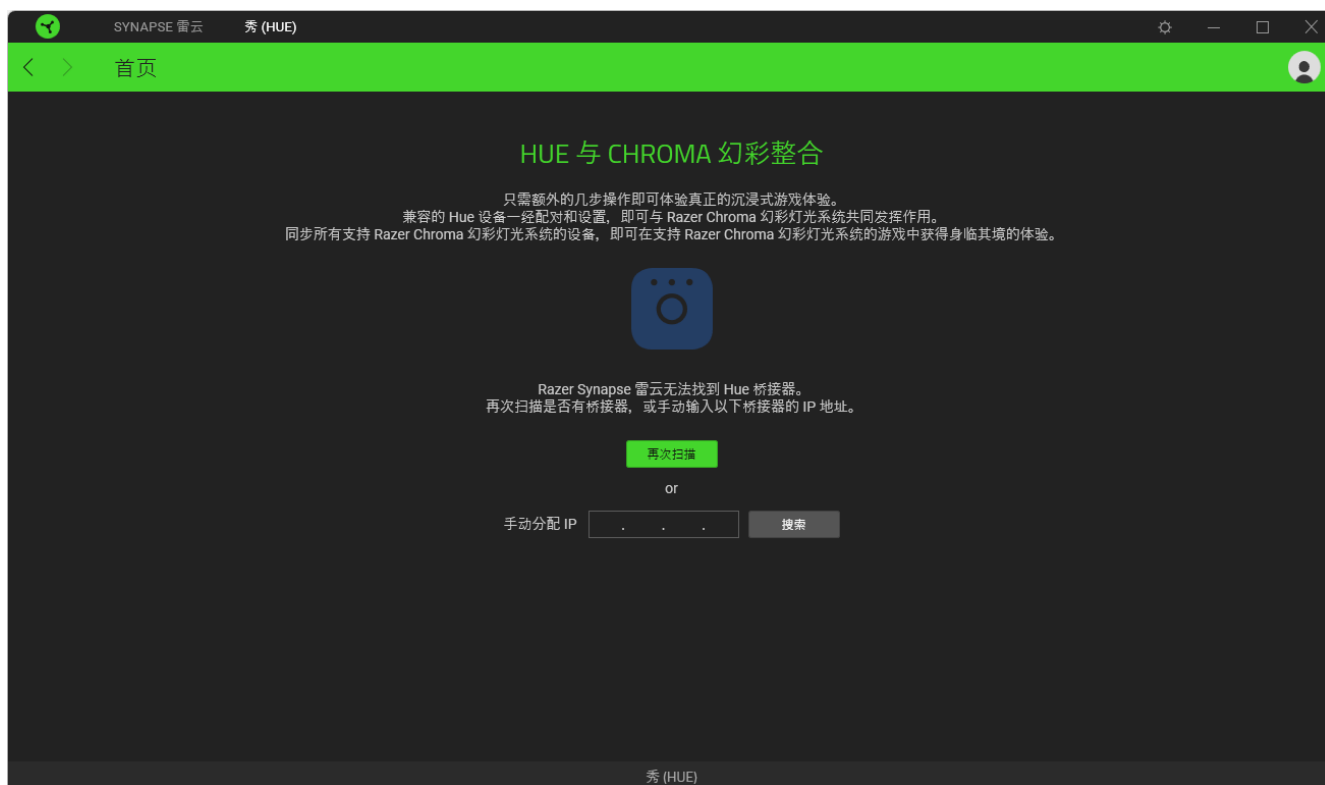 SYNAPSE 雷云 秀 (HUE)
首页
HUE 与 CHROMA 幻彩整合
只需额外的几步操作即可体验真正的沉浸式游戏体验。
兼容的 Hue 设备一经配对和设置，即可与 Razer Chroma 幻彩灯光系统共同发挥作用。
同步所有支持 Razer Chroma 幻彩灯光系统的设备，即可在支持 Razer Chroma 幻彩灯光系统的游戏中获得身临其境的体验。
Razer Synapse 雷云无法找到 Hue 桥接器。
再次扫描是否有桥接器，或手动输入以下桥接器的 IP 地址。
再次扫描
or
手动分配 IP . . . 搜索
秀 (HUE)